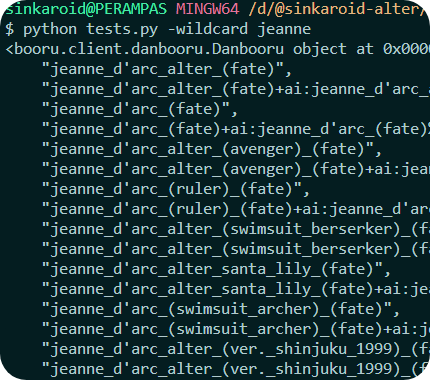 sinkaroid@PERAMPAS MINGW64 /d/@sinkaroid-alter/
$ python tests.py -wildcard jeanne
<booru.client.danbooru.Danbooru object at 0x000
"jeanne_d'arc_alter_(fate)",
"jeanne_d'arc_alter_(fate)+ai:jeanne_d'arc_a
"jeanne_d'arc_(fate)",
"jeanne_d'arc_(fate)+ai:jeanne_d'arc_(fate)
"jeanne_d'arc_alter_(avenger)_(fate)",
"jeanne_d'arc_alter_(avenger)_(fate)+ai:jean
"jeanne_d'arc_(ruler)_(fate)",
"jeanne_d'arc_(ruler)_(fate)+ai:jeanne_d'arc
"jeanne_d'arc_alter_(swimsuit_berserker)_(fa
"jeanne_d'arc_alter_(swimsuit_berserker)_(fa
"jeanne_d'arc_alter_santa_lily_(fate)",
"jeanne_d'arc_alter_santa_lily_(fate)+ai:jea
"jeanne_d'arc_(swimsuit_archer)_(fate)",
"jeanne_d'arc_(swimsuit_archer)_(fate)+ai:je
"jeanne_d'arc_alter_(ver._shinjuku_1999)_(fa
"jeanne_d'arc_alter_(ver._shinjuku_1999)_(fa